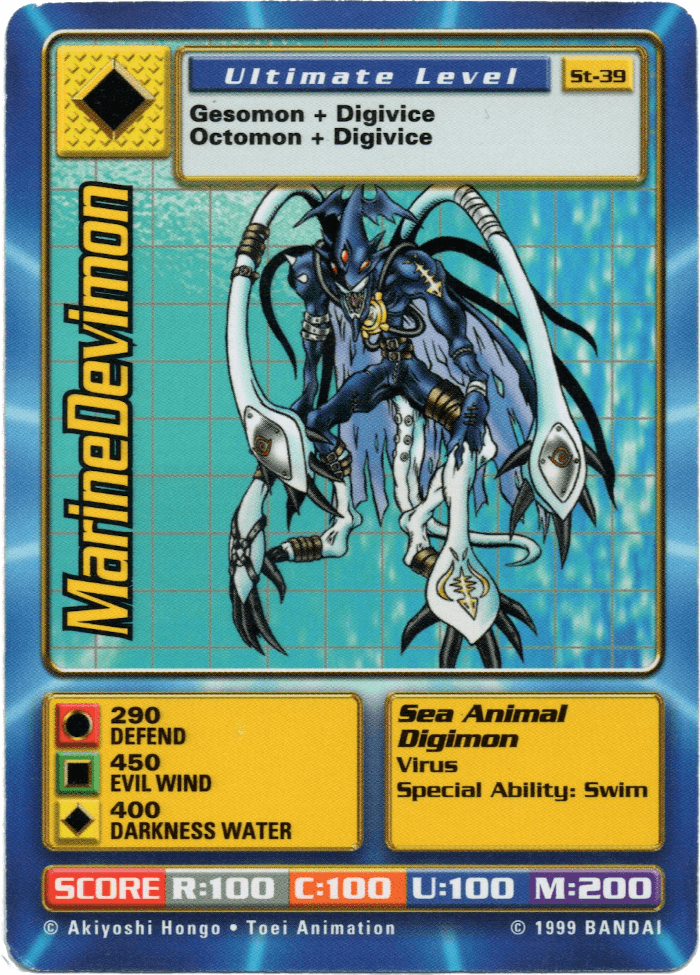 Ultimate Level
St-39
Gesomon + Digivice
Octomon + Digivice
MarineDevimon
290
DEFEND
450
EVIL WIND
400
DARKNESS WATER
Sea Animal
Digimon
Virus
Special Ability: Swim
SCORE R:100 C:100 U:100 M:200
© Akiyoshi Hongo • Toei Animation
© 1999 BANDAI